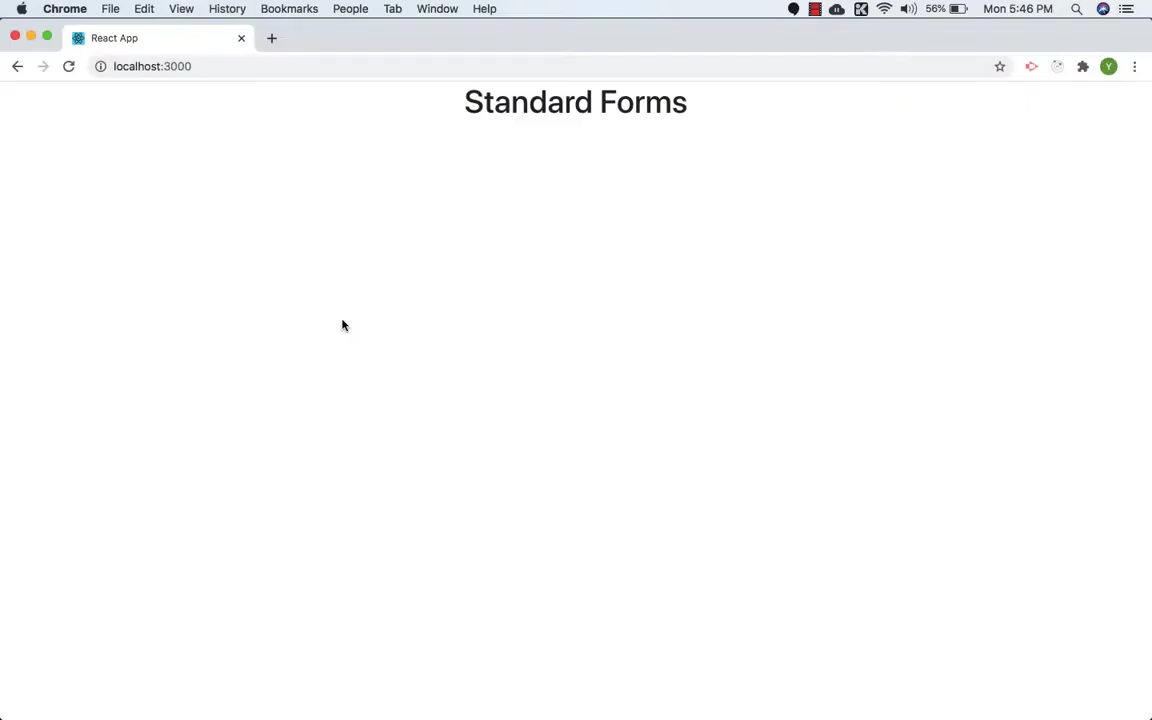 Chrome File Edit View History Bookmarks People Tab Window Help 56% Mon 5:46 PM
React App
localhost:3000 Y
Standard Forms